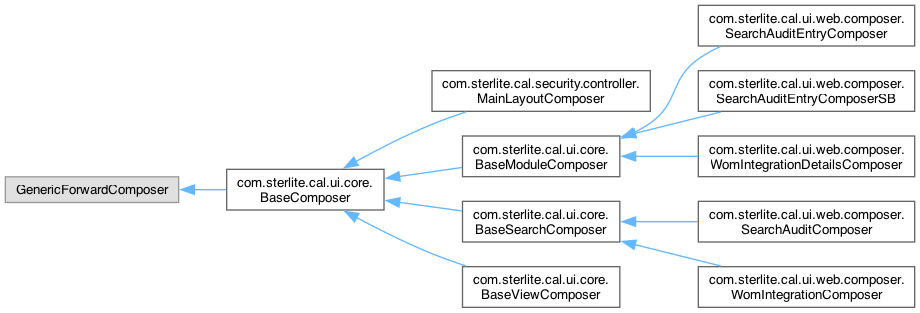 GenericForwardComposer
com.sterlite.cal.ui.core.
BaseComposer
com.sterlite.cal.security.controller.
MainLayoutComposer
com.sterlite.cal.ui.core.
BaseModuleComposer
com.sterlite.cal.ui.core.
BaseSearchComposer
com.sterlite.cal.ui.core.
BaseViewComposer
com.sterlite.cal.ui.web.composer.
SearchAuditEntryComposer
com.sterlite.cal.ui.web.composer.
SearchAuditEntryComposerSB
com.sterlite.cal.ui.web.composer.
WomIntegrationDetailsComposer
com.sterlite.cal.ui.web.composer.
SearchAuditComposer
com.sterlite.cal.ui.web.composer.
WomIntegrationComposer